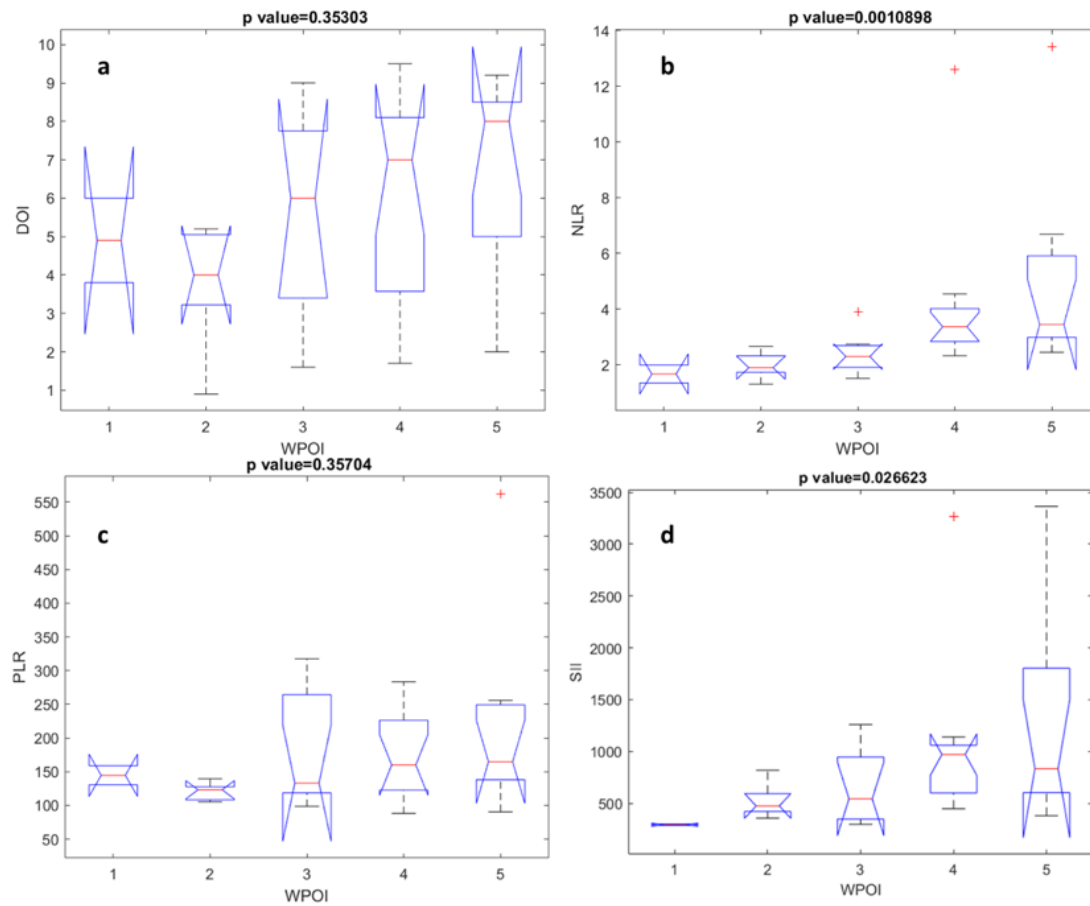 p value=0.35303
a
10
9
8
7
6
5
4
3
2
1
DOI
1 2 3 4 5
WPOI
p value=0.0010898
b
14
12
10
8
6
4
2
NLR
1 2 3 4 5
WPOI
p value=0.35704
c
550
500
450
400
350
300
250
200
150
100
50
PLR
1 2 3 4 5
WPOI
p value=0.026623
d
3500
3000
2500
2000
1500
1000
500
SII
1 2 3 4 5
WPOI